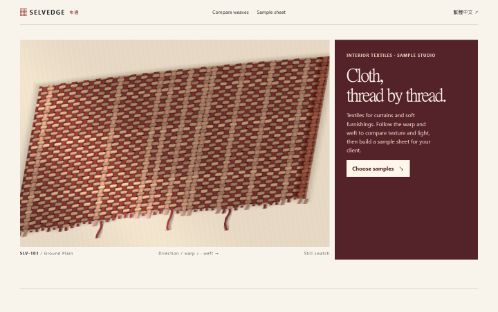 SELVEDGE
Compare weaves
Sample sheet
繁體中文 ↗
INTERIOR TEXTILES · SAMPLE STUDIO
Cloth,
thread by thread.
Textiles for curtains and soft
furnishings. Follow the warp and
weft to compare texture and light,
then build a sample sheet for your
client.
Choose samples ↘
SLV-101 / Ground Plain
Direction / warp ↕ · weft →
Still swatch